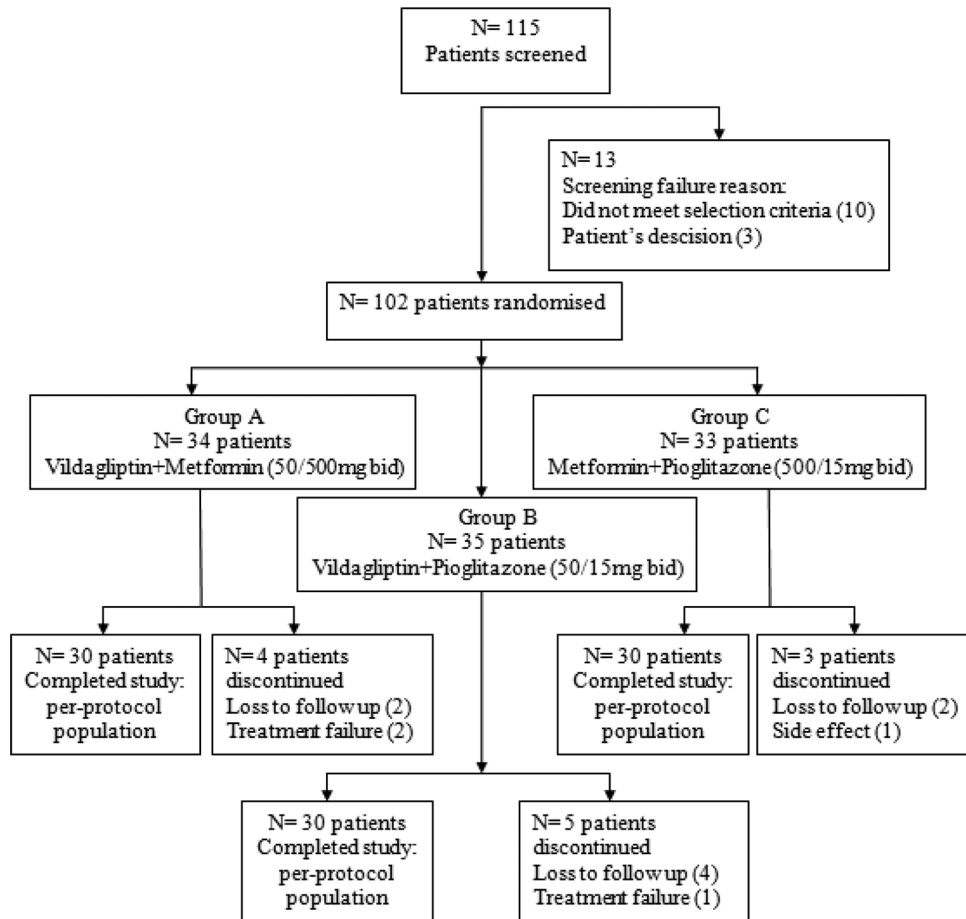 N= 115
Patients screened
N= 13
Screening failure reason:
Did not meet selection criteria (10)
Patient’s descision (3)
N= 102 patients randomised
Group A
N= 34 patients
Vildagliptin+Metformin (50/500mg bid)
Group C
N= 33 patients
Metformin+Pioglitazone (500/15mg bid)
Group B
N= 35 patients
Vildagliptin+Pioglitazone (50/15mg bid)
N= 30 patients
Completed study:
per-protocol
population
N= 4 patients
discontinued
Loss to follow up (2)
Treatment failure (2)
N= 30 patients
Completed study:
per-protocol
population
N= 3 patients
discontinued
Loss to follow up (2)
Side effect (1)
N= 30 patients
Completed study:
per-protocol
population
N= 5 patients
discontinued
Loss to follow up (4)
Treatment failure (1)